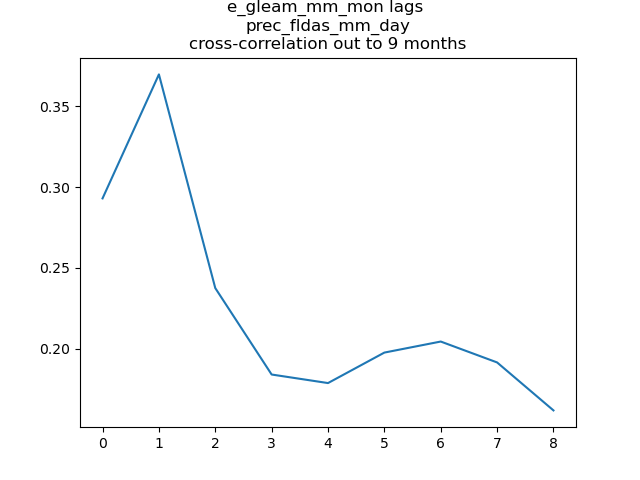 e_gleam_mm_mon lags
prec_fldas_mm_day
cross-correlation out to 9 months
0.35
0.30
0.25
0.20
0 1 2 3 4 5 6 7 8